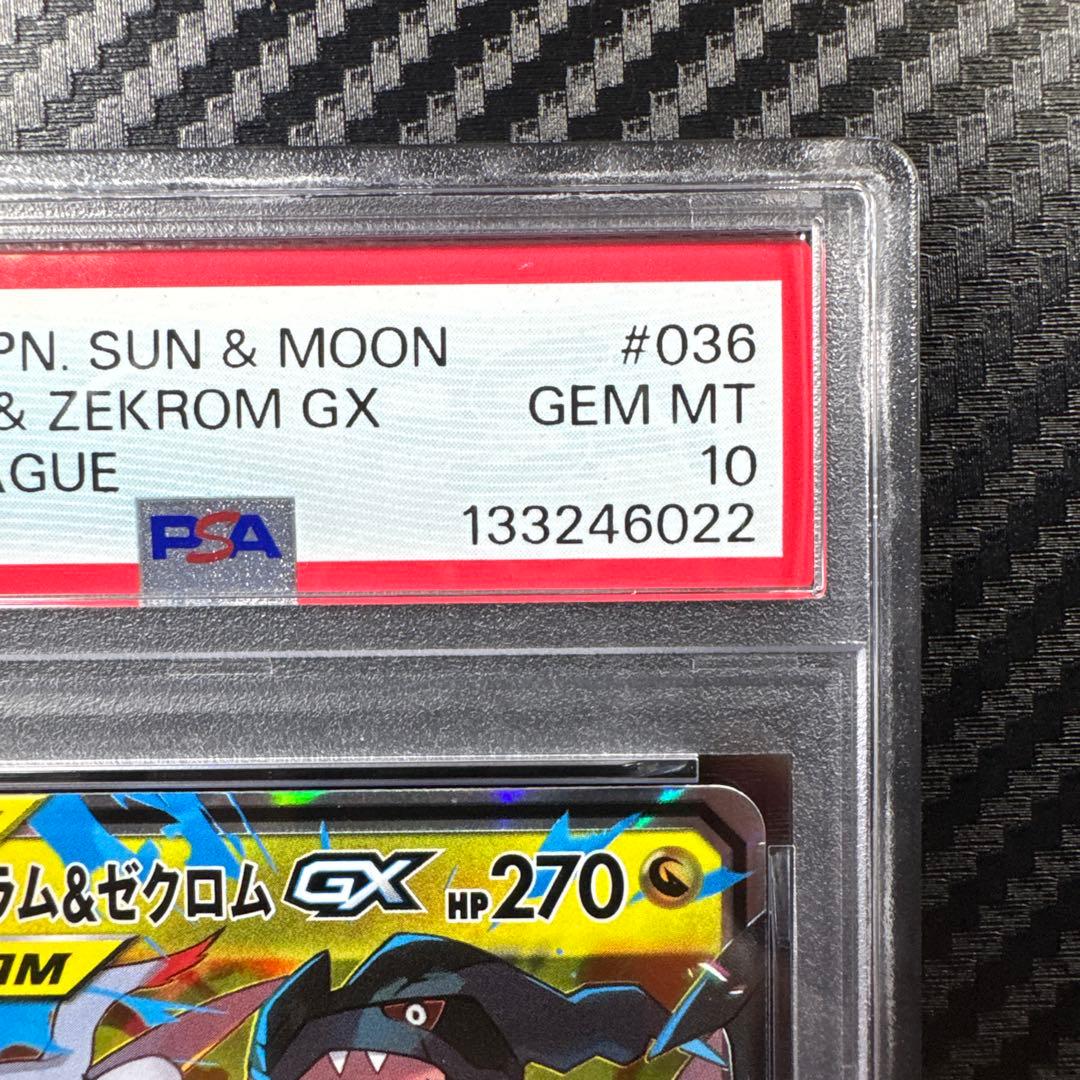 PN. SUN & MOON #036
& ZEKROM GX GEM MT
AGUE 10
PSA 133246022
ラム&ゼクロム GX HP 270
OM